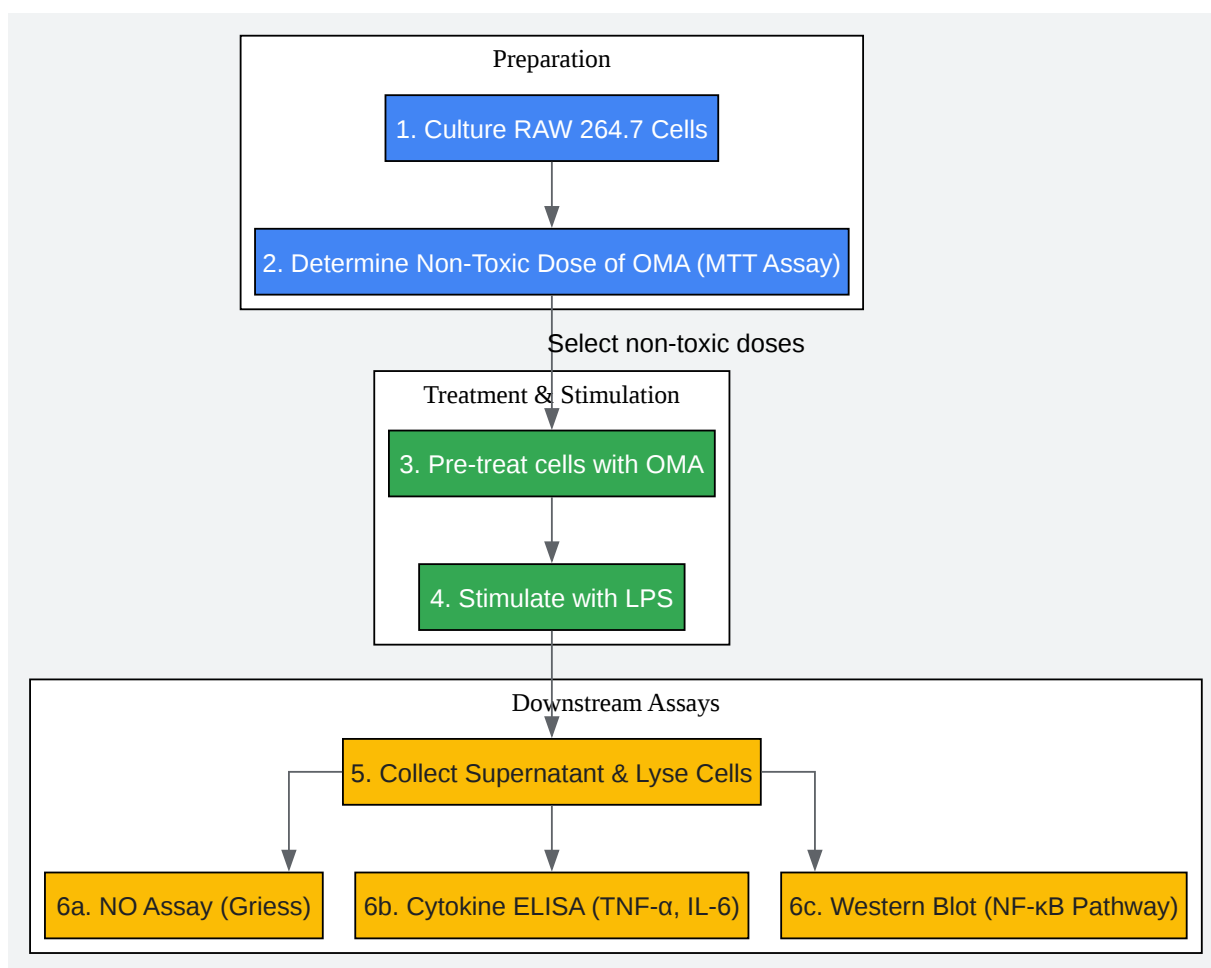 Preparation
1. Culture RAW 264.7 Cells
2. Determine Non-Toxic Dose of OMA (MTT Assay)
Select non-toxic doses
Treatment & Stimulation
3. Pre-treat cells with OMA
4. Stimulate with LPS
Downstream Assays
5. Collect Supernatant & Lyse Cells
6a. NO Assay (Griess)
6b. Cytokine ELISA (TNF-α, IL-6)
6c. Western Blot (NF-κB Pathway)